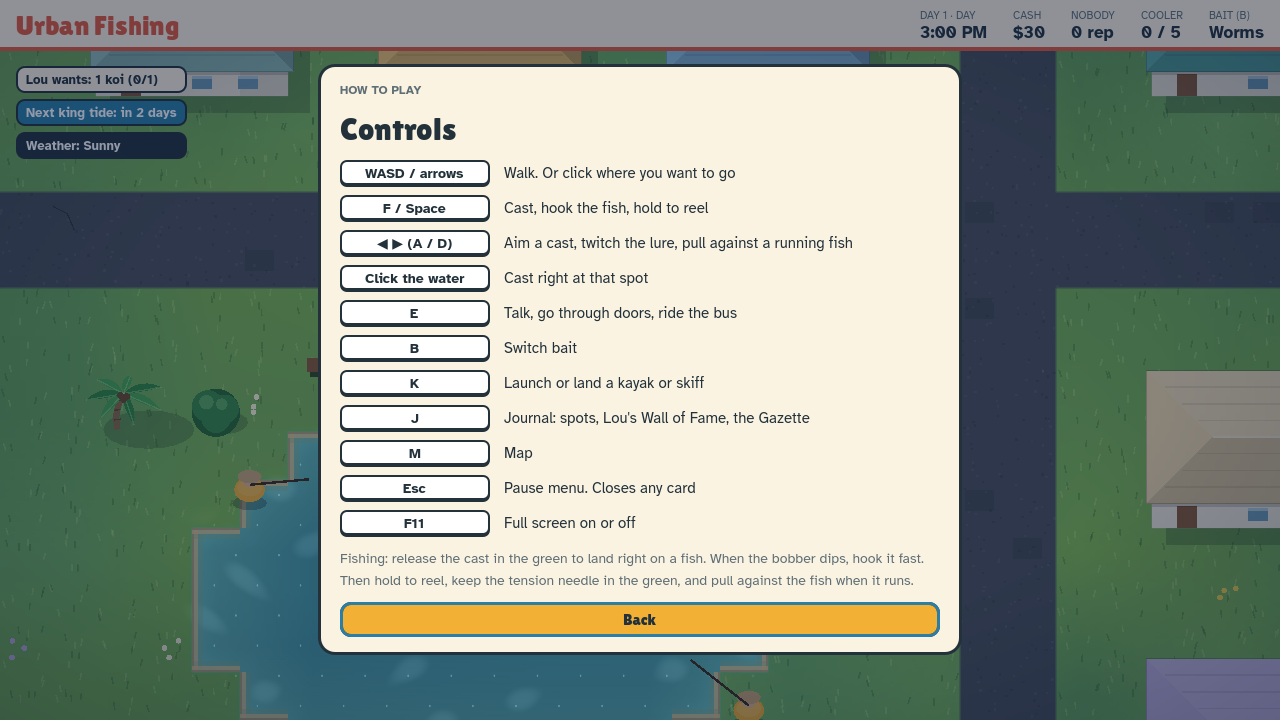 Urban Fishing
DAY 1 · DAY
3:00 PM
CASH
$30
NOBODY
0 rep
COOLER
0 / 5
BAIT (B)
Worms
Lou wants: 1 koi (0/1)
Next king tide: in 2 days
Weather: Sunny
HOW TO PLAY
Controls
WASD / arrows Walk. Or click where you want to go
F / Space Cast, hook the fish, hold to reel
◀ ▶ (A / D) Aim a cast, twitch the lure, pull against a running fish
Click the water Cast right at that spot
E Talk, go through doors, ride the bus
B Switch bait
K Launch or land a kayak or skiff
J Journal: spots, Lou's Wall of Fame, the Gazette
M Map
Esc Pause menu. Closes any card
F11 Full screen on or off
Fishing: release the cast in the green to land right on a fish. When the bobber dips, hook it fast.
Then hold to reel, keep the tension needle in the green, and pull against the fish when it runs.
Back